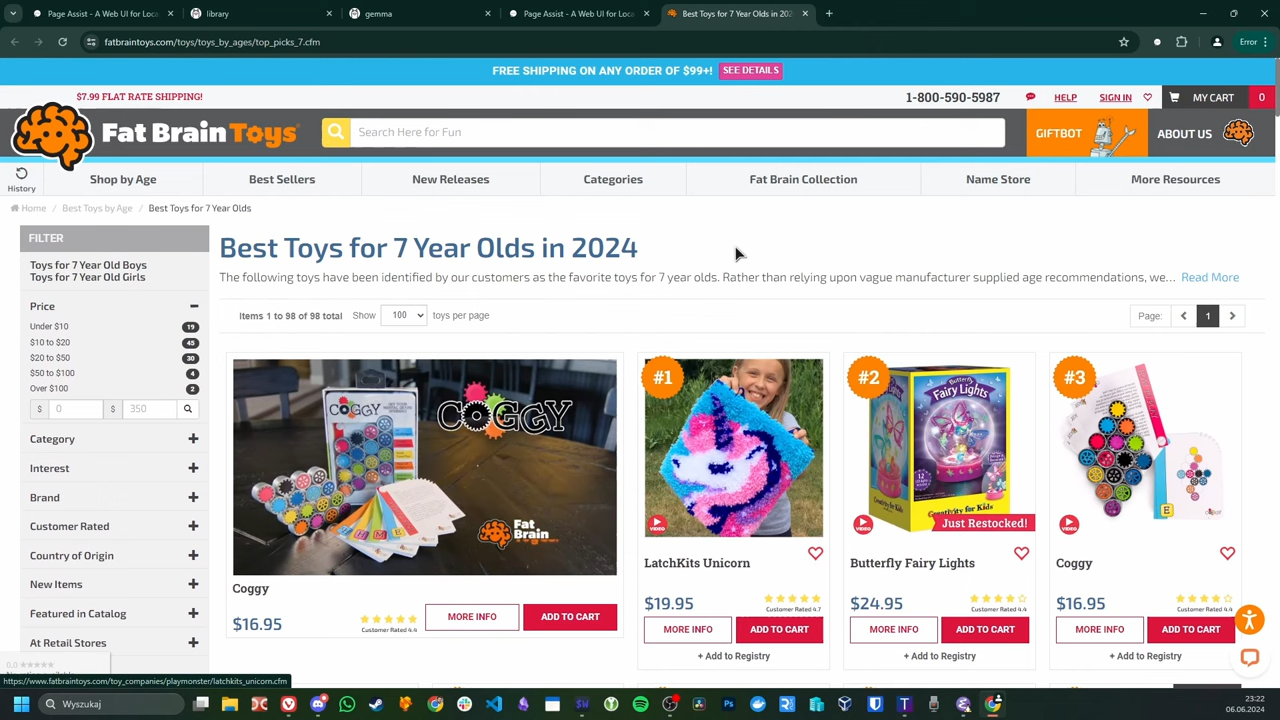 Page Assist - A Web UI for Loca
library
gemma
Page Assist - A Web UI for Loca
Best Toys for 7 Year Olds in 202
fatbraintoys.com/toys/toys_by_ages/top_picks_7.cfm
Error
FREE SHIPPING ON ANY ORDER OF $99+! SEE DETAILS
$7.99 FLAT RATE SHIPPING!
1-800-590-5987
HELP
SIGN IN
MY CART
0
Fat Brain Toys
Search Here for Fun
GIFTBOT
ABOUT US
History
Shop by Age
Best Sellers
New Releases
Categories
Fat Brain Collection
Name Store
More Resources
Home / Best Toys by Age / Best Toys for 7 Year Olds
FILTER
Toys for 7 Year Old Boys
Toys for 7 Year Old Girls
Price
Under $10 19
$10 to $20 45
$20 to $50 30
$50 to $100 4
Over $100 2
$ 0 $ 350
Category
Interest
Brand
Customer Rated
Country of Origin
New Items
Featured in Catalog
At Retail Stores
Best Toys for 7 Year Olds in 2024
The following toys have been identified by our customers as the favorite toys for 7 year olds. Rather than relying upon vague manufacturer supplied age recommendations, we... Read More
Items 1 to 98 of 98 total Show 100 toys per page
Page: 1
COGGY
COGGY
Fat Brain
Coggy
$16.95
Customer Rated 4.4
MORE INFO
ADD TO CART
#1
VIDEO
LatchKits Unicorn
$19.95
Customer Rated 4.7
MORE INFO
ADD TO CART
+ Add to Registry
#2
Butterfly
Fairy Lights
Creativity for Kids
Just Restocked!
VIDEO
Butterfly Fairy Lights
$24.95
Customer Rated 4.4
MORE INFO
ADD TO CART
+ Add to Registry
#3
E
VIDEO
Coggy
$16.95
Customer Rated 4.4
MORE INFO
ADD TO CART
+ Add to Registry
0.0
https://www.fatbraintoys.com/toy_companies/playmonster/latchkits_unicorn.cfm
Wyszukaj
23:22
06.06.2024